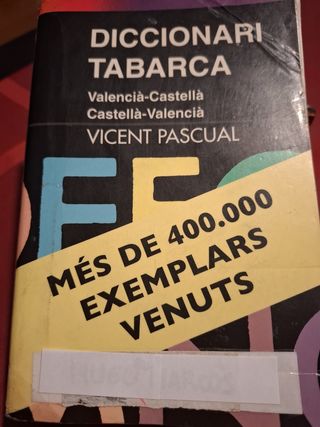 DICCIONARI
TABARCA
Valencià-Castellà
Castellà-Valencià
VICENT PASCUAL
MÉS DE 400.000
EXEMPLARS
VENUTS